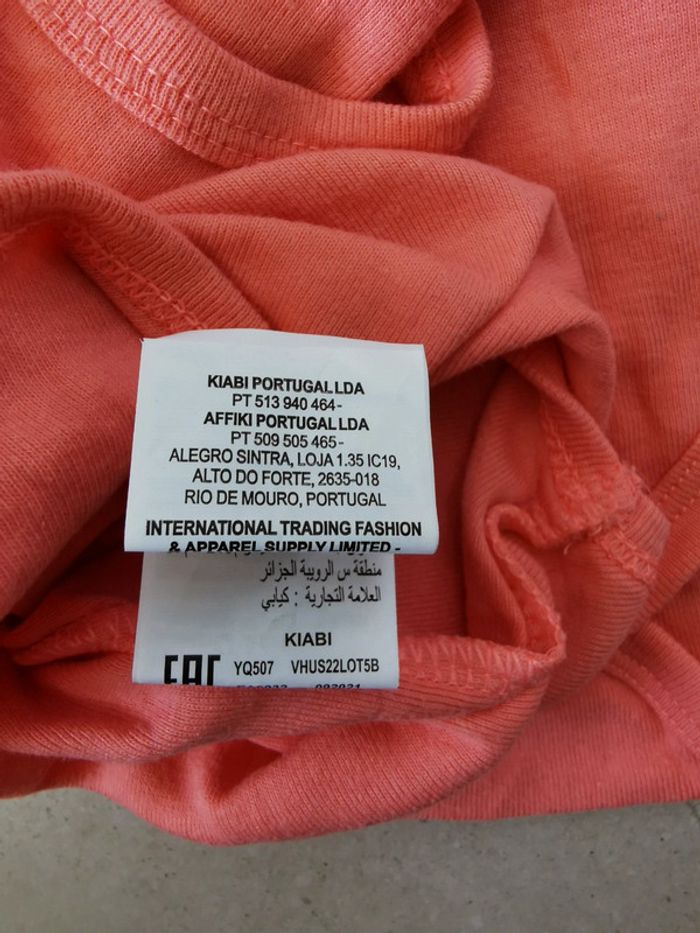 KIABI PORTUGAL.LDA
PT 513 940 464-
AFFIKI PORTUGAL LDA
PT 509 505 465-
ALEGRO SINTRA, LOJA 1.35 IC19,
ALTO DO FORTE, 2635-018
RIO DE MOURO, PORTUGAL
INTERNATIONAL TRADING FASHION
& APPAREL SUPPLY LIMITED -
منطقة س الرويبة الجزائر
العلامة التجارية : كيابي
KIABI
EAC YQ507 VHUS22LOT5B